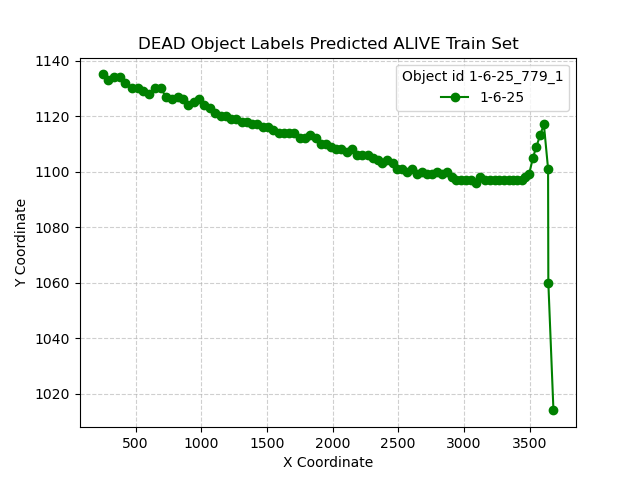 DEAD Object Labels Predicted ALIVE Train Set
Object id 1-6-25_779_1
1-6-25
Y Coordinate
1140
1120
1100
1080
1060
1040
1020
500 1000 1500 2000 2500 3000 3500
X Coordinate